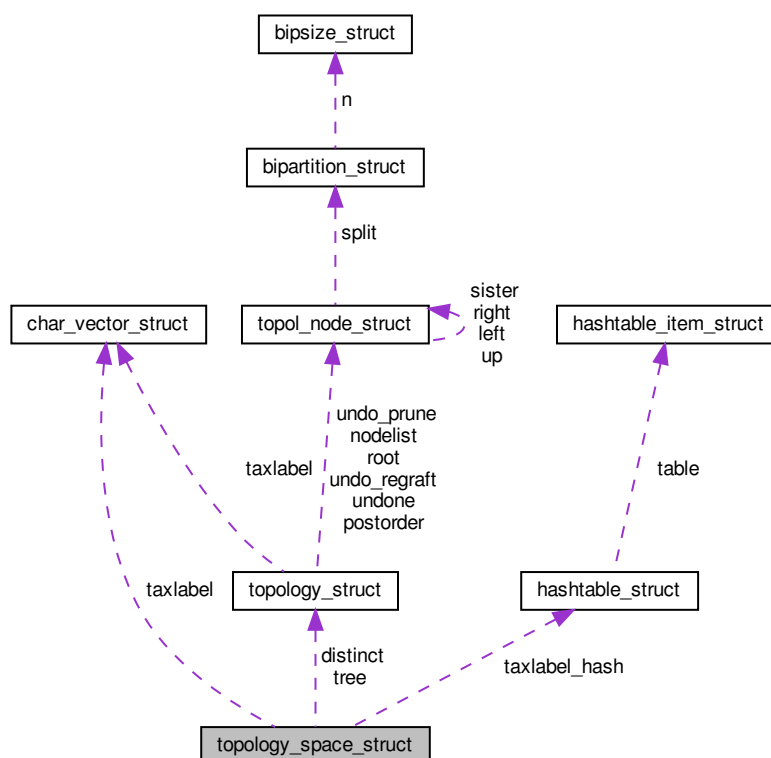 bipsize_struct
n
bipartition_struct
split
sister
right
left
up
char_vector_struct
topol_node_struct
hashtable_item_struct
undo_prune
nodelist
root
undo_regraft
undone
postorder
taxlabel
table
taxlabel
topology_struct
hashtable_struct
distinct
tree
taxlabel_hash
topology_space_struct